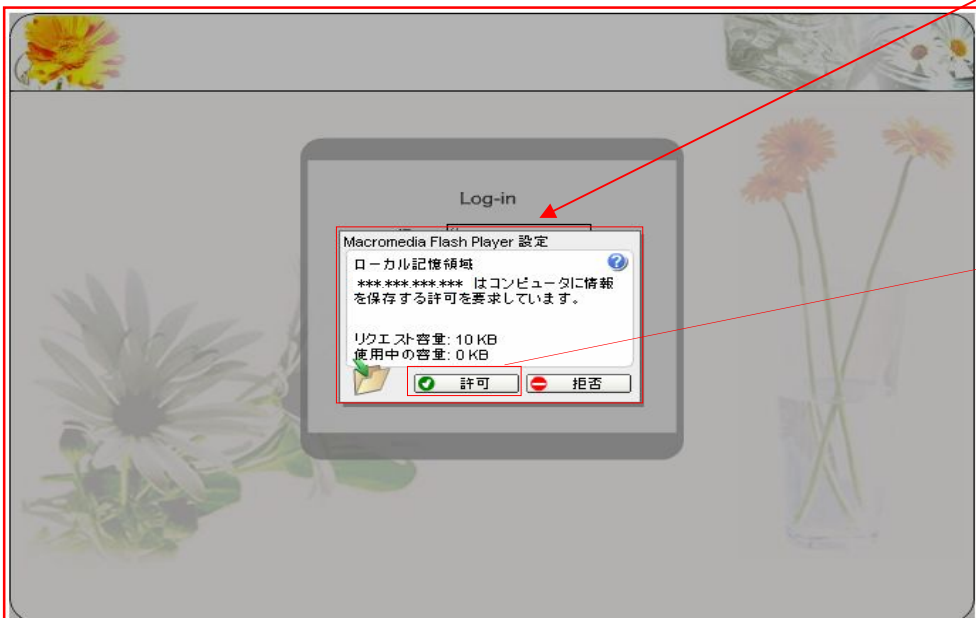 Log-in
Macromedia Flash Player 設定
ローカル記憶領域
***.***.***.*** はコンピュータに情報
を保存する許可を要求しています。
リクエスト容量: 10 KB
使用中の容量: 0 KB
許可
拒否